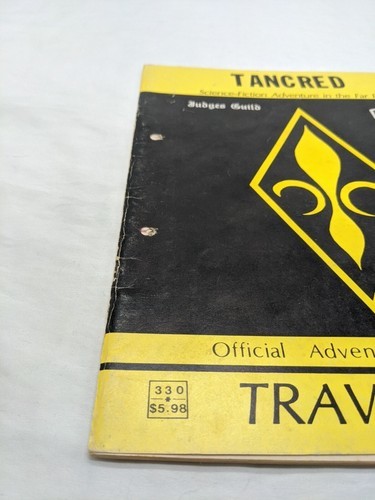 TANCRED
Science-Fiction Adventure in the Far
Judges Guild
Official Adven
330
$5.98
TRAV